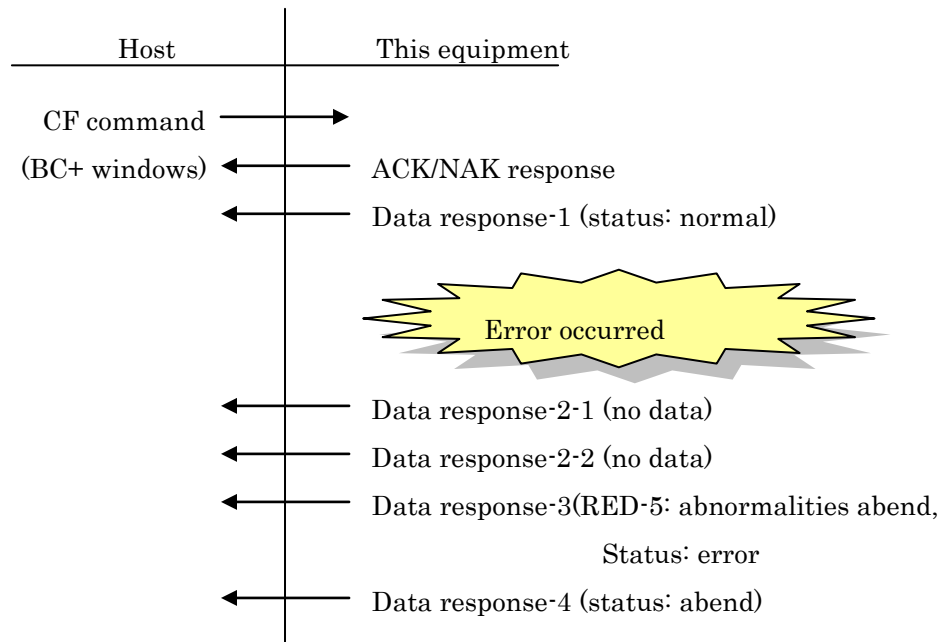 Host This equipment
CF command
(BC+ windows) ACK/NAK response
Data response-1 (status: normal)
Error occurred
Data response-2-1 (no data)
Data response-2-2 (no data)
Data response-3(RED-5: abnormalities abend,
Status: error
Data response-4 (status: abend)